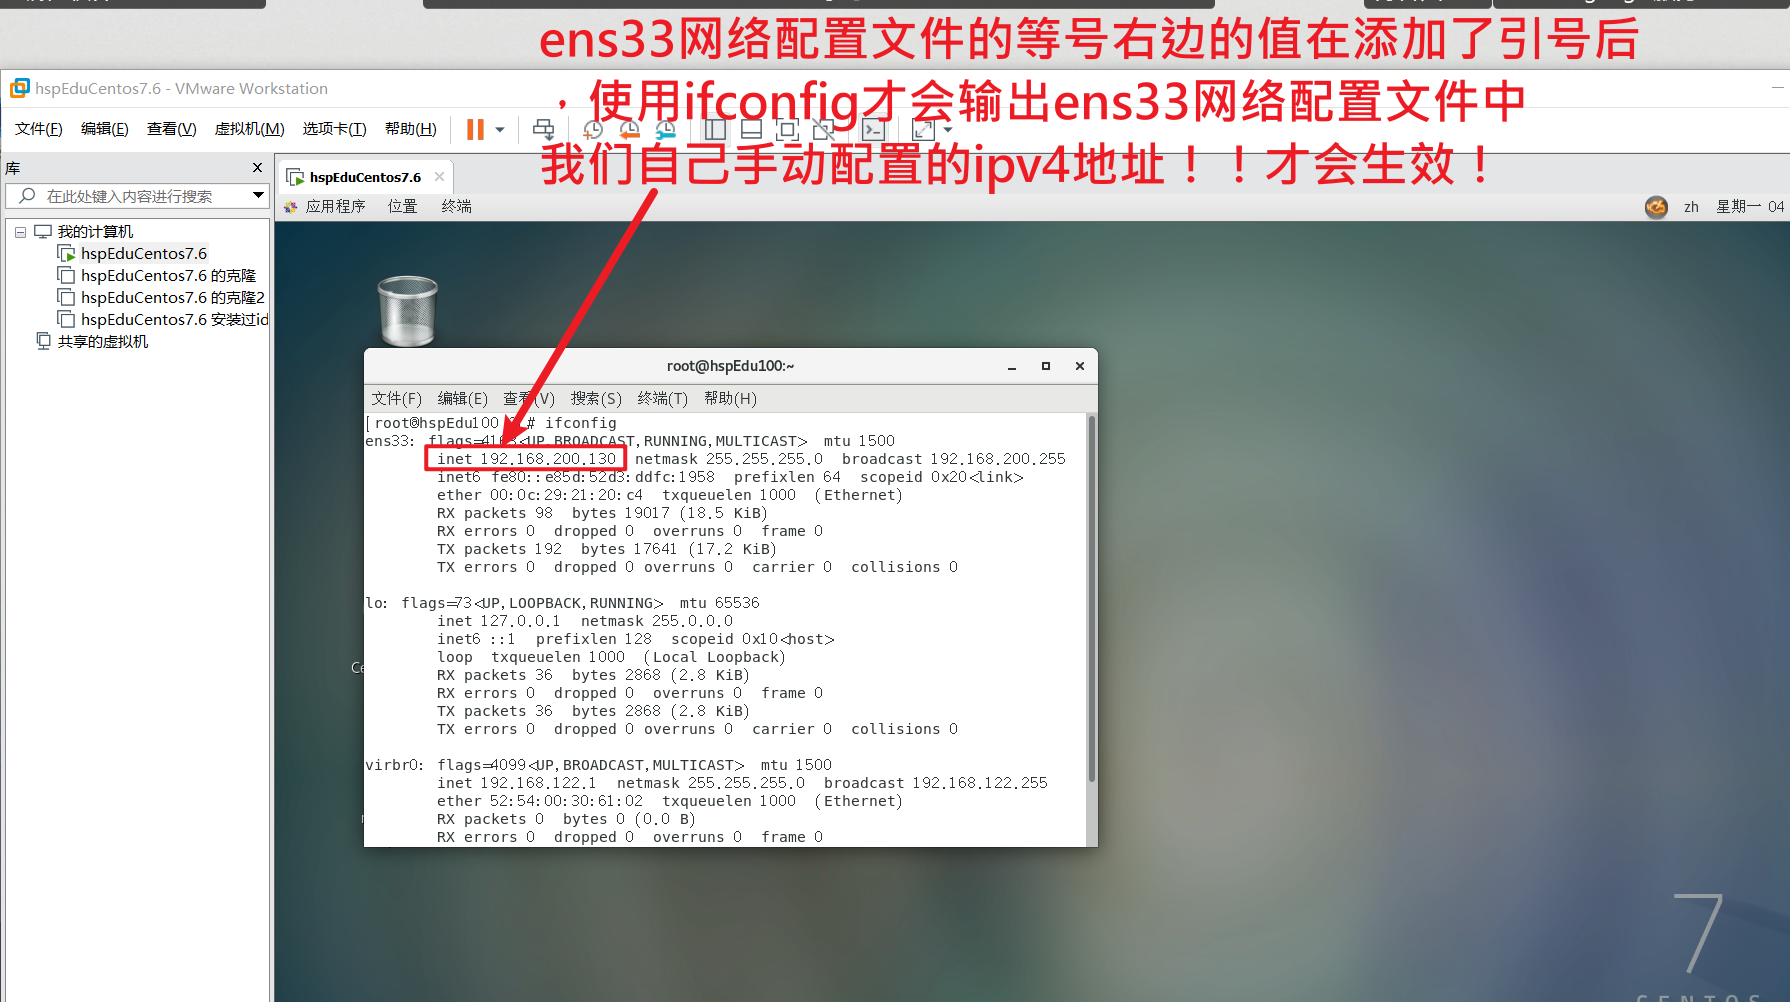 ens33网络配置文件的等号右边的值在添加了引号后
，使用ifconfig才会输出ens33网络配置文件中
我们自己手动配置的ipv4地址！！才会生效！
hspEduCentos7.6 - VMware Workstation
文件(F) 编辑(E) 查看(V) 虚拟机(M) 选项卡(T) 帮助(H)
库
在此处键入内容进行搜索
我的计算机
hspEduCentos7.6
hspEduCentos7.6 的克隆
hspEduCentos7.6 的克隆2
hspEduCentos7.6 安装过id
共享的虚拟机
hspEduCentos7.6
应用程序 位置 终端
zh 星期一 04
root@hspEdu100:~
文件(F) 编辑(E) 查看(V) 搜索(S) 终端(T) 帮助(H)
[root@hspEdu100 # ifconfig
ens33: flags=4163<UP,BROADCAST,RUNNING,MULTICAST> mtu 1500
inet 192.168.200.130 netmask 255.255.255.0 broadcast 192.168.200.255
inet6 fe80::e85d:52d3:ddfc:1958 prefixlen 64 scopeid 0x20<link>
ether 00:0c:29:21:20:c4 txqueuelen 1000 (Ethernet)
RX packets 98 bytes 19017 (18.5 KiB)
RX errors 0 dropped 0 overruns 0 frame 0
TX packets 192 bytes 17641 (17.2 KiB)
TX errors 0 dropped 0 overruns 0 carrier 0 collisions 0
lo: flags=73<UP,LOOPBACK,RUNNING> mtu 65536
inet 127.0.0.1 netmask 255.0.0.0
inet6 ::1 prefixlen 128 scopeid 0x10<host>
loop txqueuelen 1000 (Local Loopback)
RX packets 36 bytes 2868 (2.8 KiB)
RX errors 0 dropped 0 overruns 0 frame 0
TX packets 36 bytes 2868 (2.8 KiB)
TX errors 0 dropped 0 overruns 0 carrier 0 collisions 0
virbr0: flags=4099<UP,BROADCAST,MULTICAST> mtu 1500
inet 192.168.122.1 netmask 255.255.255.0 broadcast 192.168.122.255
ether 52:54:00:30:61:02 txqueuelen 1000 (Ethernet)
RX packets 0 bytes 0 (0.0 B)
RX errors 0 dropped 0 overruns 0 frame 0
Ce
7
CENTOS